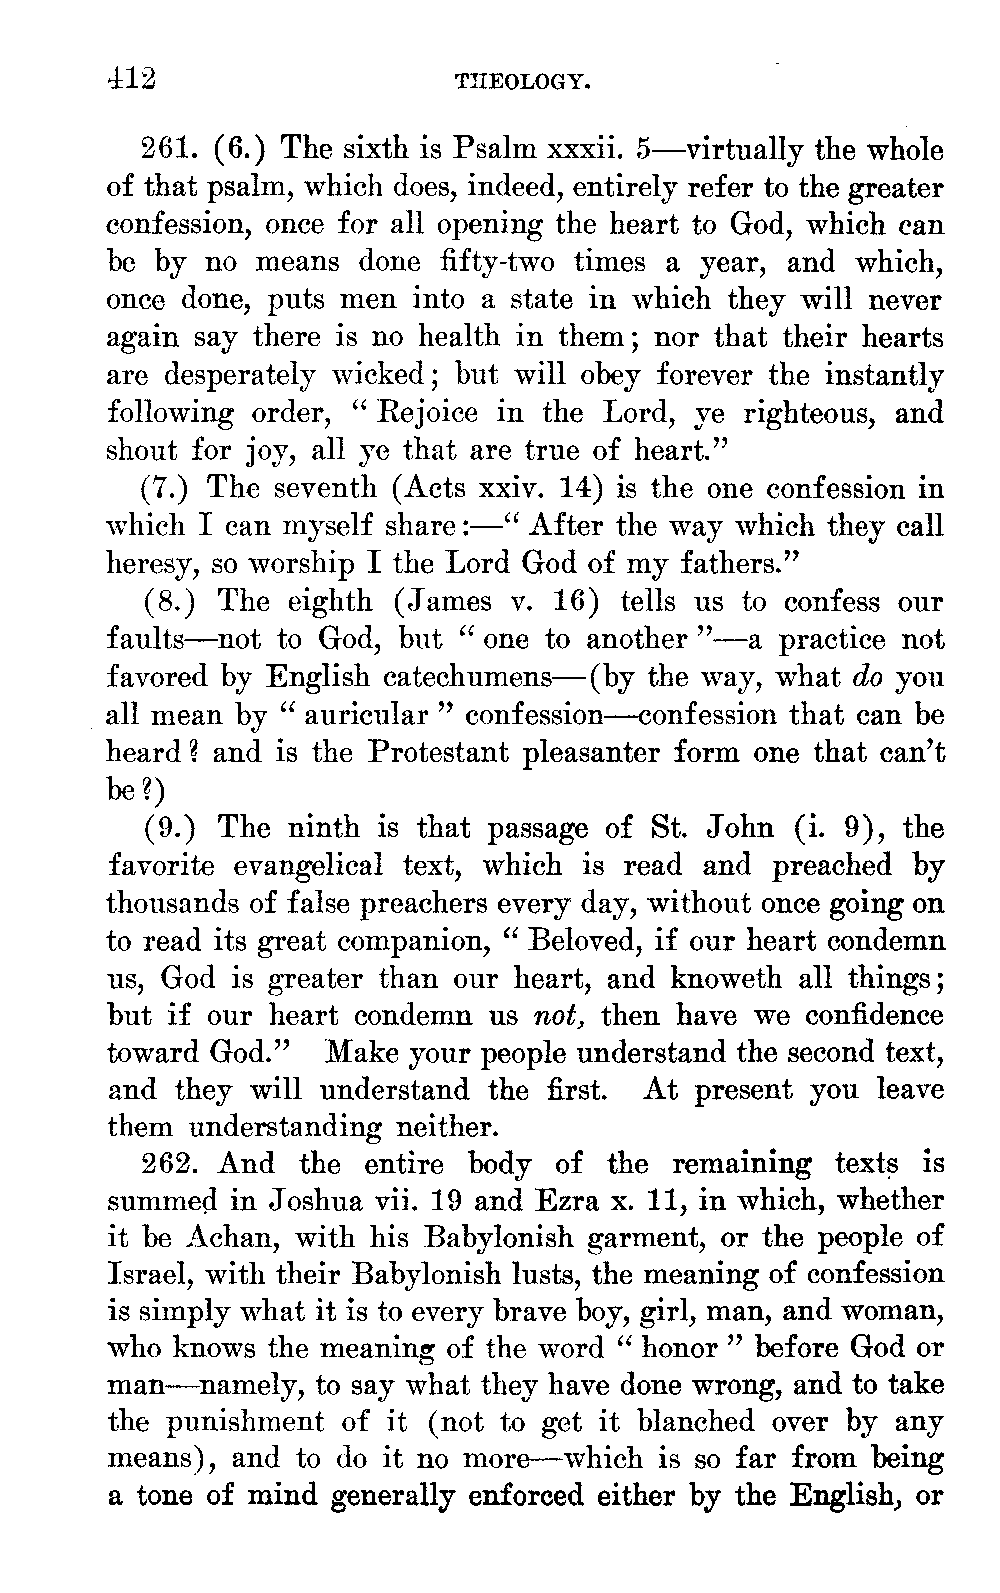 412 THEOLOGY.
261. (6.) The sixth is Psalm xxxii. 5—virtually the whole
of that psalm, which does, indeed, entirely refer to the greater
confession, once for all opening the heart to God, which can
be by no means done fifty-two times a year, and which,
once done, puts men into a state in which they will never
again say there is no health in them; nor that their hearts
are desperately wicked; but will obey forever the instantly
following order, “Rejoice in the Lord, ye righteous, and
shout for joy, all ye that are true of heart.”
(7.) The seventh (Acts xxiv. 14) is the one confession in
which I can myself share:—“After the way which they call
heresy, so worship I the Lord God of my fathers.”
(8.) The eighth (James v. 16) tells us to confess our
faults—not to God, but “one to another”—a practice not
favored by English catechumens—(by the way, what do you
all mean by “auricular” confession—confession that can be
heard? and is the Protestant pleasanter form one that can’t
be?)
(9.) The ninth is that passage of St. John (i. 9), the
favorite evangelical text, which is read and preached by
thousands of false preachers every day, without once going on
to read its great companion, “Beloved, if our heart condemn
us, God is greater than our heart, and knoweth all things;
but if our heart condemn us not, then have we confidence
toward God.” Make your people understand the second text,
and they will understand the first. At present you leave
them understanding neither.
262. And the entire body of the remaining texts is
summed in Joshua vii. 19 and Ezra x. 11, in which, whether
it be Achan, with his Babylonish garment, or the people of
Israel, with their Babylonish lusts, the meaning of confession
is simply what it is to every brave boy, girl, man, and woman,
who knows the meaning of the word “honor” before God or
man—namely, to say what they have done wrong, and to take
the punishment of it (not to get it blanched over by any
means), and to do it no more—which is so far from being
a tone of mind generally enforced either by the English, or